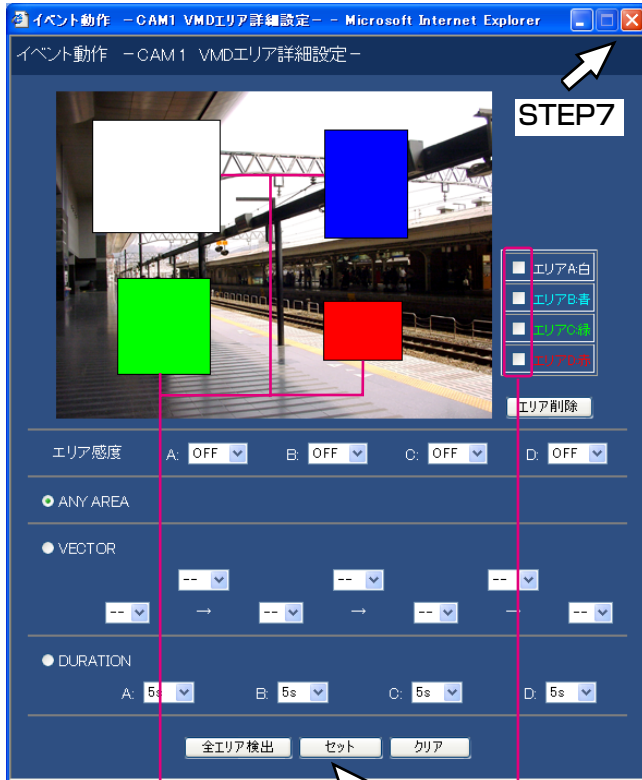 イベント動作 －CAM1 VMDエリア詳細設定－ - Microsoft Internet Explorer
イベント動作 －CAM1 VMDエリア詳細設定－
STEP7
エリアA:白
エリアB:青
エリアC:緑
エリアD:赤
エリア削除
エリア感度 A: OFF B: OFF C: OFF D: OFF
ANY AREA
VECTOR
-- -- --
-- → -- → -- → --
DURATION
A: 5s B: 5s C: 5s D: 5s
全エリア検出 セット クリア